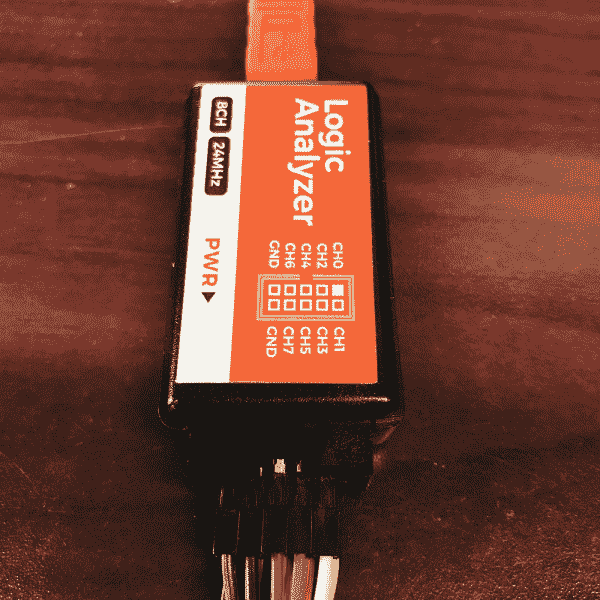 Logic
Analyzer
CH0 CH1
CH2 CH3
CH4 CH5
CH6 CH7
GND GND
8CH 24MHz PWR